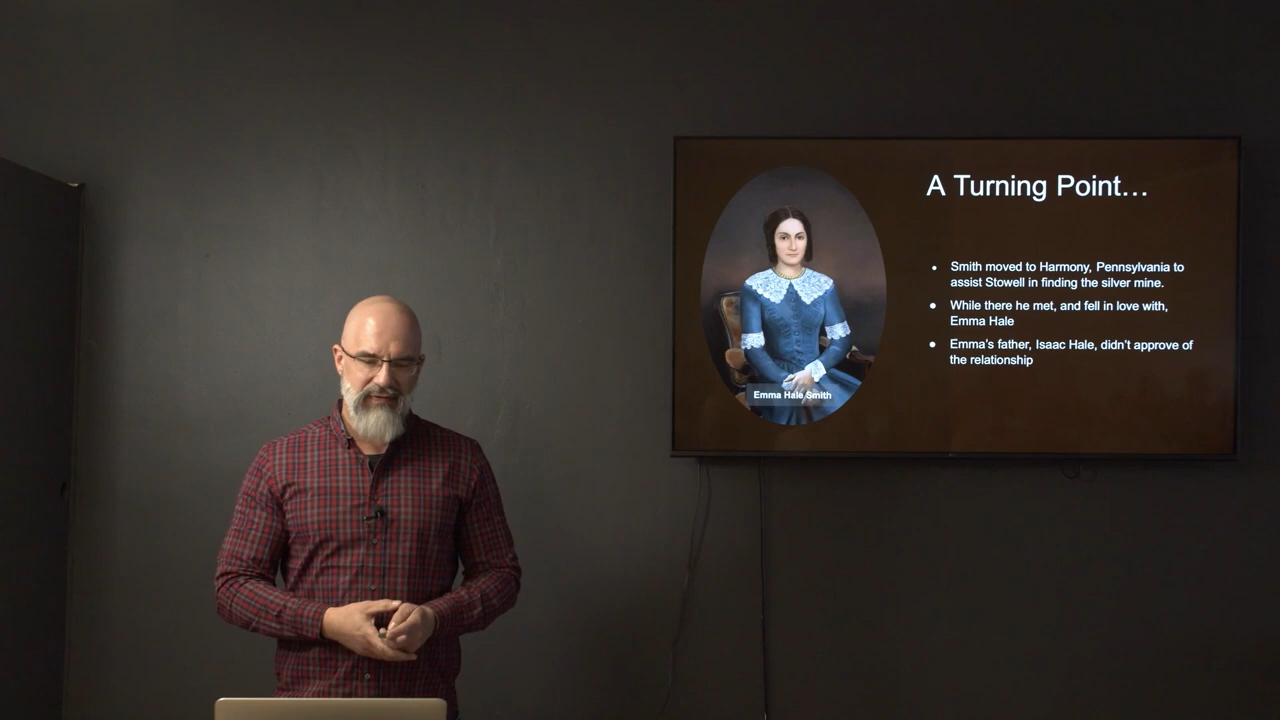 A Turning Point…
• Smith moved to Harmony, Pennsylvania to
assist Stowell in finding the silver mine.
• While there he met, and fell in love with,
Emma Hale
• Emma’s father, Isaac Hale, didn’t approve of
the relationship
Emma Hale Smith